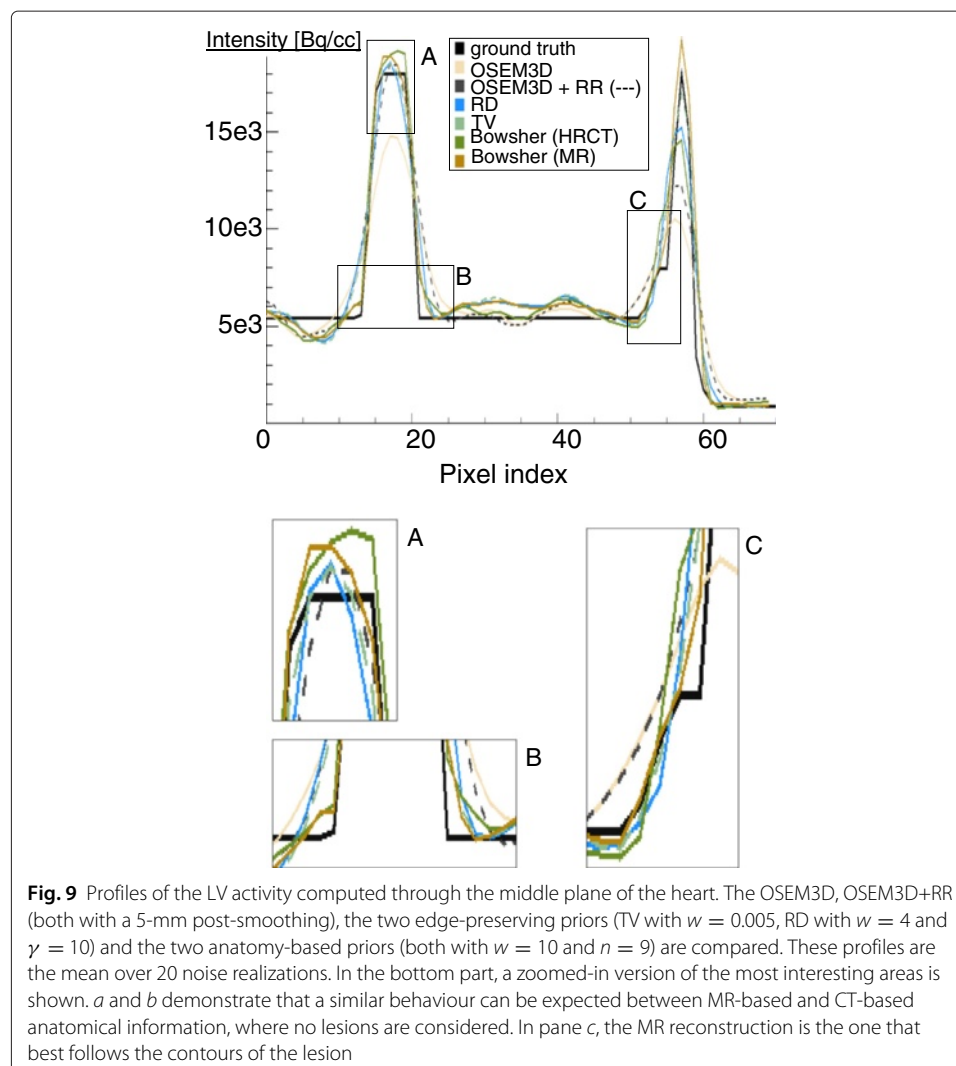 Intensity [Bq/cc]
A
ground truth
OSEM3D
OSEM3D + RR (---)
RD
TV
Bowsher (HRCT)
Bowsher (MR)
15e3
C
10e3
B
5e3
0
20
40
60
Pixel index
A
C
B
Fig. 9 Profiles of the LV activity computed through the middle plane of the heart. The OSEM3D, OSEM3D+RR
(both with a 5-mm post-smoothing), the two edge-preserving priors (TV with w = 0.005, RD with w = 4 and
γ = 10) and the two anatomy-based priors (both with w = 10 and n = 9) are compared. These profiles are
the mean over 20 noise realizations. In the bottom part, a zoomed-in version of the most interesting areas is
shown. a and b demonstrate that a similar behaviour can be expected between MR-based and CT-based
anatomical information, where no lesions are considered. In pane c, the MR reconstruction is the one that
best follows the contours of the lesion